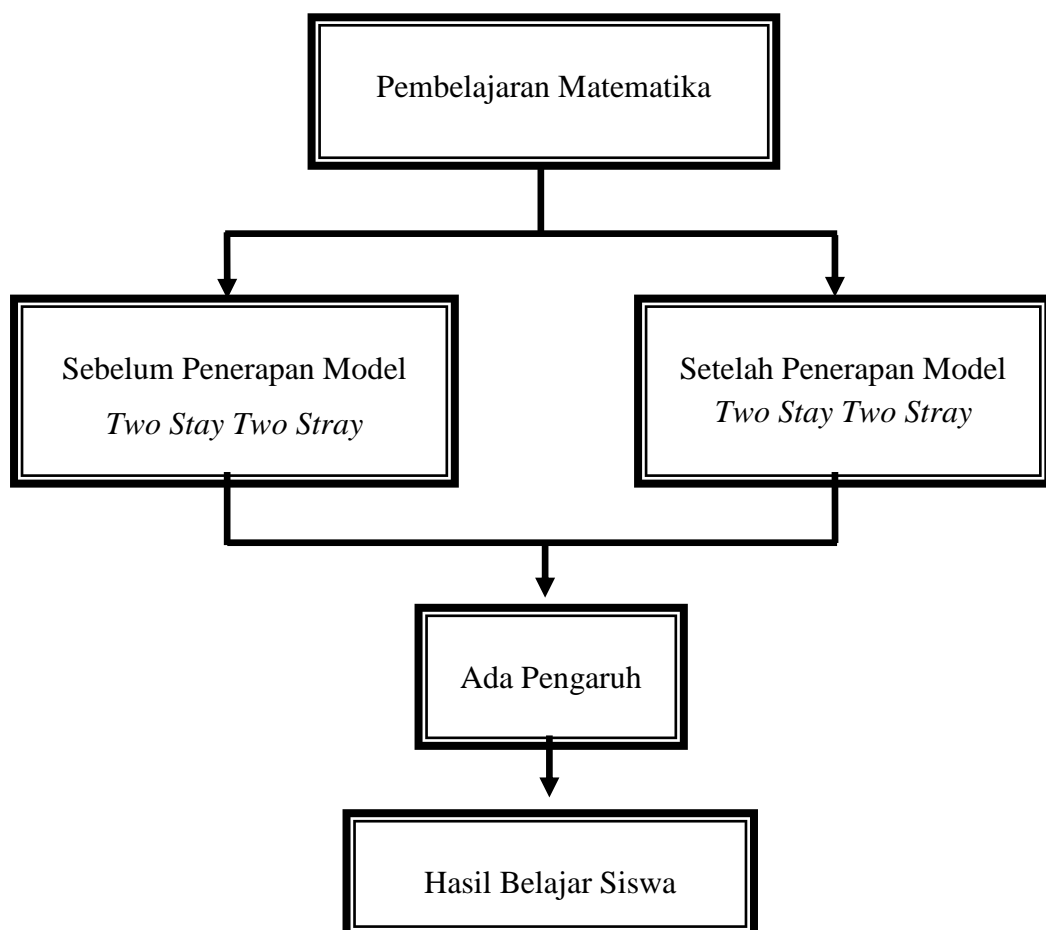 Pembelajaran Matematika
Sebelum Penerapan Model
Two Stay Two Stray
Setelah Penerapan Model
Two Stay Two Stray
Ada Pengaruh
Hasil Belajar Siswa